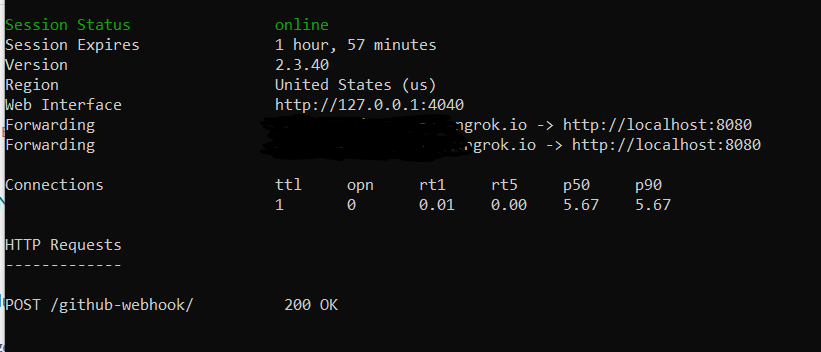 Session Status online
Session Expires 1 hour, 57 minutes
Version 2.3.40
Region United States (us)
Web Interface http://127.0.0.1:4040
Forwarding ngrok.io -> http://localhost:8080
Forwarding ngrok.io -> http://localhost:8080
Connections ttl opn rt1 rt5 p50 p90
1 0 0.01 0.00 5.67 5.67
HTTP Requests
-------------
POST /github-webhook/ 200 OK